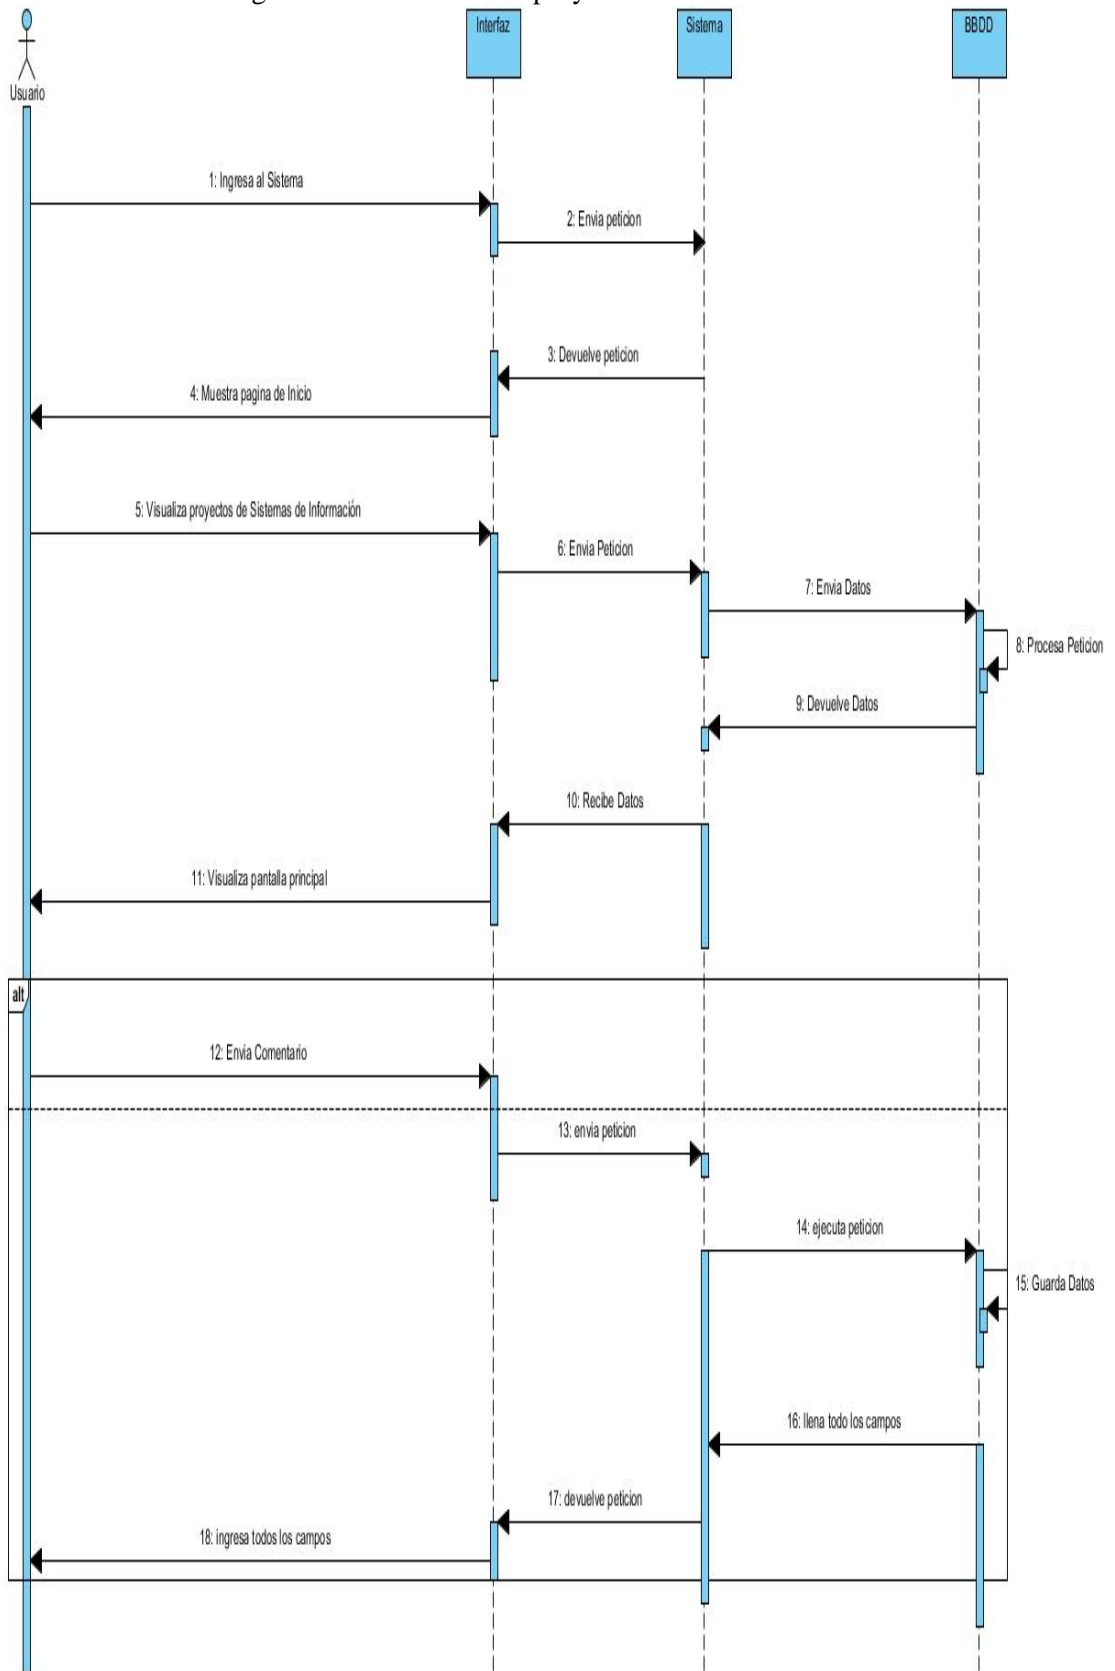 Interfaz
Sistema
BBDD
Usuario
1: Ingresa al Sistema
2: Envia peticion
3: Devuelve peticion
4: Muestra pagina de Inicio
5: Visualiza proyectos de Sistemas de Información
6: Envia Peticion
7: Envia Datos
8: Procesa Peticion
9: Devuelve Datos
10: Recibe Datos
11: Visualiza pantalla principal
alt
12: Envia Comentario
13: envia peticion
14: ejecuta peticion
15: Guarda Datos
16: llena todo los campos
17: devuelve peticion
18: ingresa todos los campos